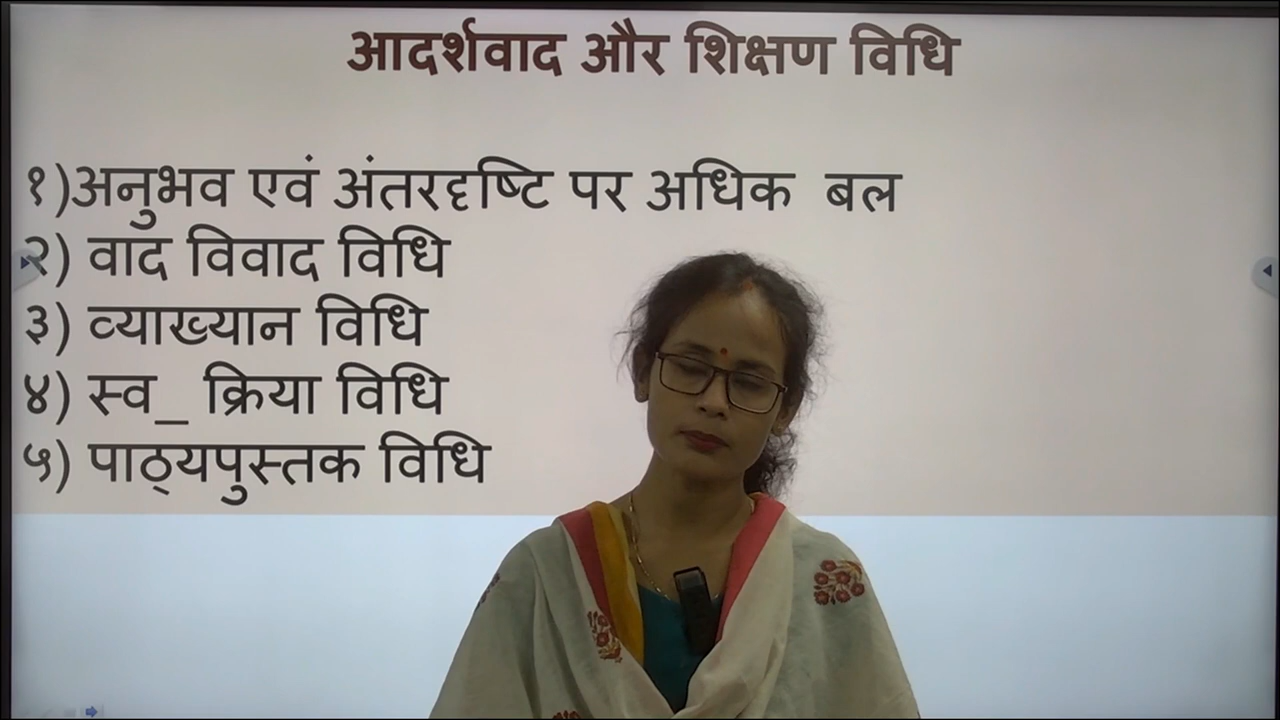 आदर्शवाद और शिक्षण विधि
१)अनुभव एवं अंतरदृष्टि पर अधिक बल
२) वाद विवाद विधि
३) व्याख्यान विधि
४) स्व_ क्रिया विधि
५) पाठ्यपुस्तक विधि